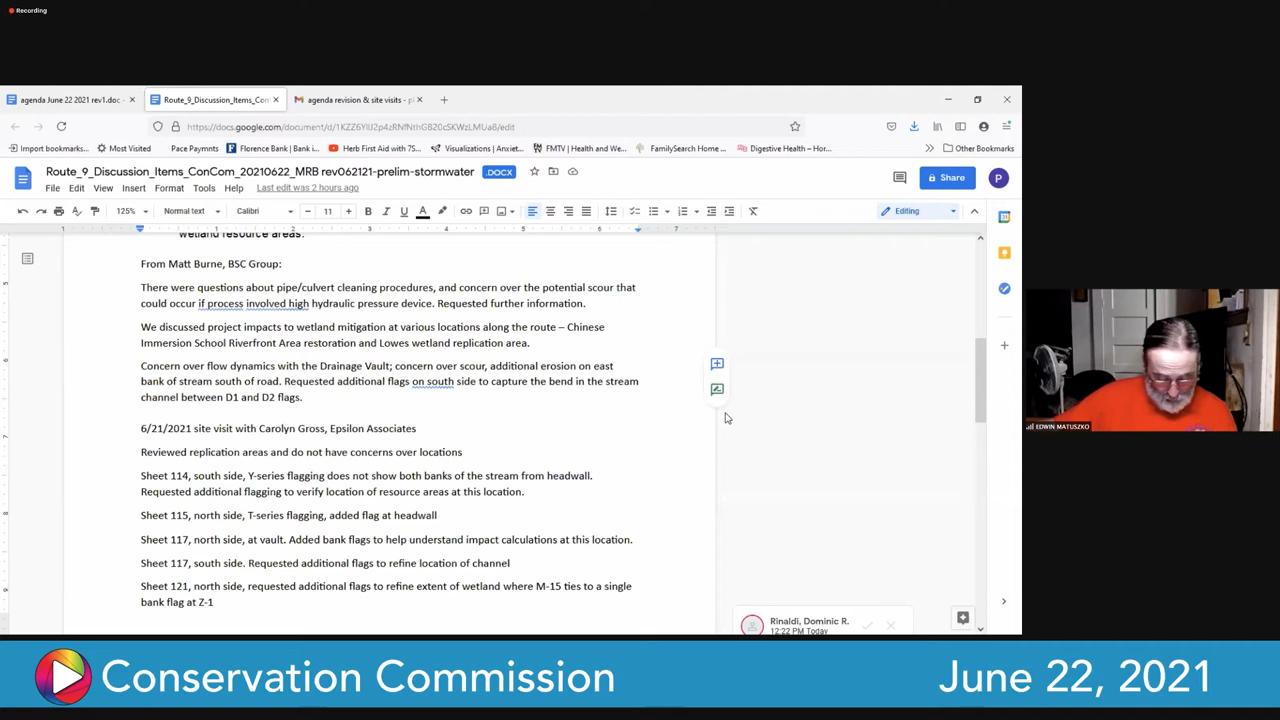 Recording
agenda June 22 2021 rev1.doc
Route_9_Discussion_Items_Con
agenda revision & site visits - p
Import bookmarks...
Most Visited
Pace Paymnts
Florence Bank | Bank i...
Herb First Aid with 7S...
Visualizations | Anxiet...
FMTV | Health and We...
FamilySearch Home ...
Digestive Health – Hor...
Other Bookmarks
Route_9_Discussion_Items_ConCom_20210622_MRB rev062121-prelim-stormwater
.DOCX
Share
P
File Edit View Insert Format Tools Help Last edit was 2 hours ago
125% Normal text Calibri 11 B I U A Editing
1 1 2 3 4 5 6 7
wetland resource areas.
From Matt Burne, BSC Group:
There were questions about pipe/culvert cleaning procedures, and concern over the potential scour that
could occur if process involved high hydraulic pressure device. Requested further information.
We discussed project impacts to wetland mitigation at various locations along the route – Chinese
Immersion School Riverfront Area restoration and Lowes wetland replication area.
Concern over flow dynamics with the Drainage Vault; concern over scour, additional erosion on east
bank of stream south of road. Requested additional flags on south side to capture the bend in the stream
channel between D1 and D2 flags.
6/21/2021 site visit with Carolyn Gross, Epsilon Associates
Reviewed replication areas and do not have concerns over locations
Sheet 114, south side, Y-series flagging does not show both banks of the stream from headwall.
Requested additional flagging to verify location of resource areas at this location.
Sheet 115, north side, T-series flagging, added flag at headwall
Sheet 117, north side, at vault. Added bank flags to help understand impact calculations at this location.
Sheet 117, south side. Requested additional flags to refine location of channel
Sheet 121, north side, requested additional flags to refine extent of wetland where M-15 ties to a single
bank flag at Z-1
Rinaldi, Dominic R.
12:22 PM Today
EDWIN MATUSZKO
Conservation Commission
June 22, 2021